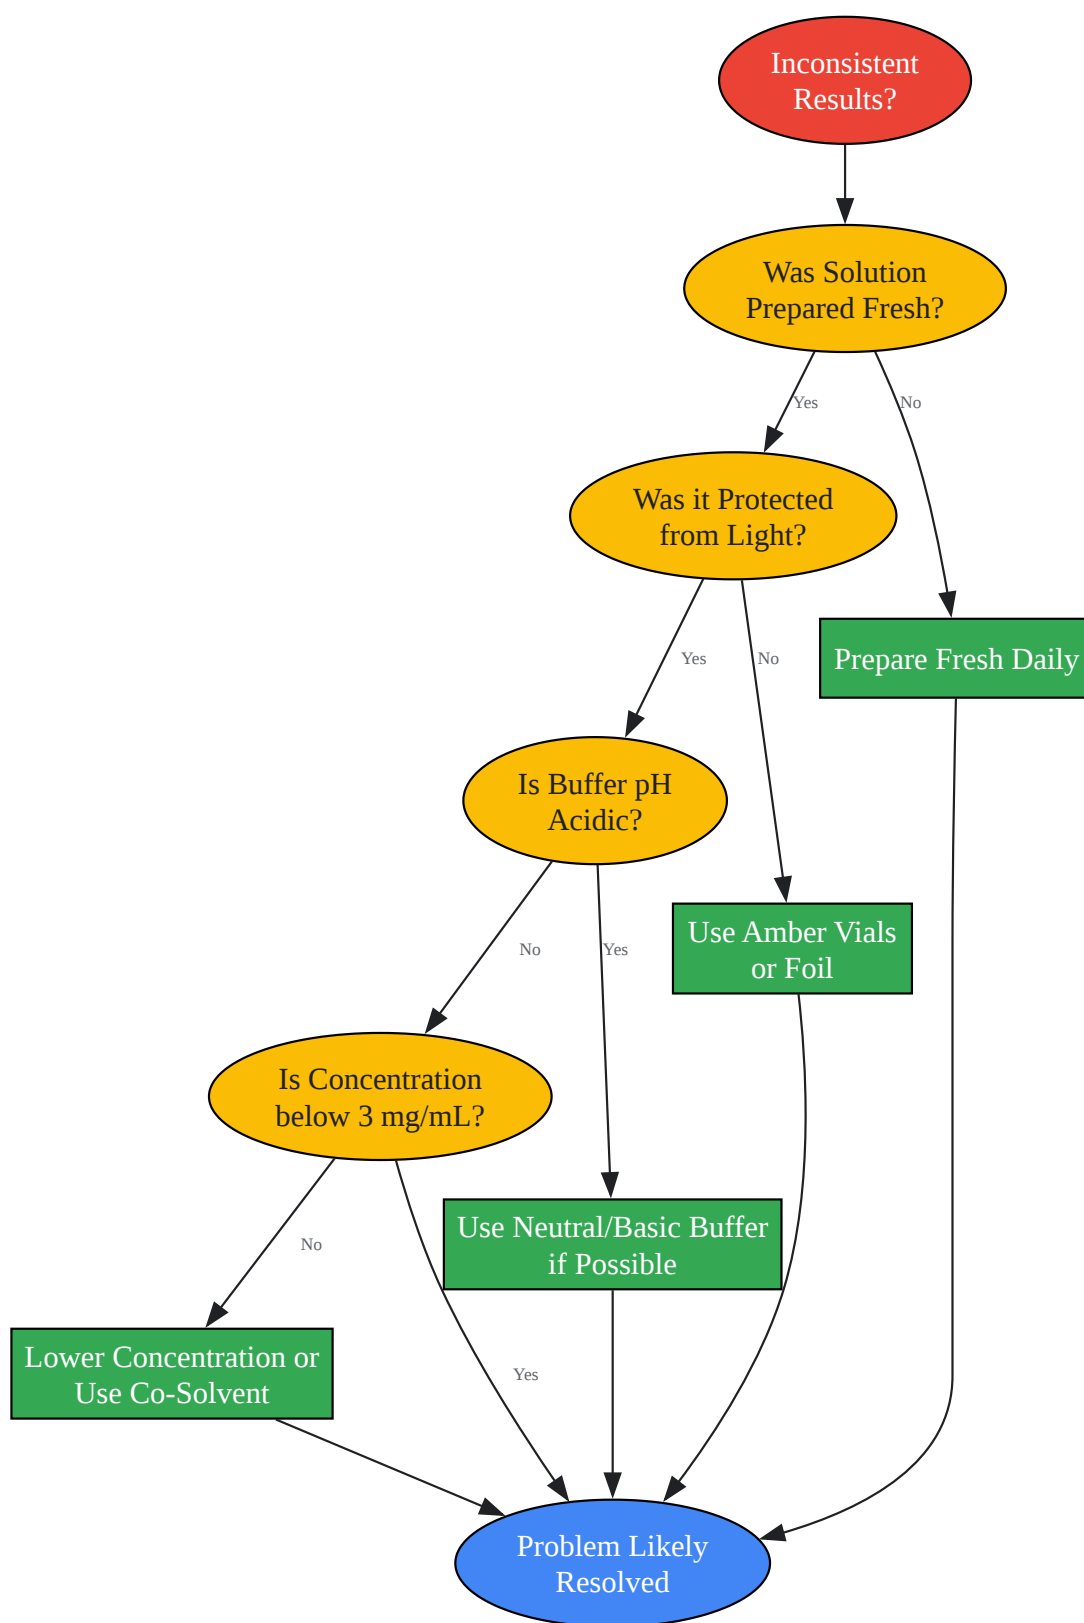 Inconsistent
Results?
Was Solution
Prepared Fresh?
Yes
No
Was it Protected
from Light?
Yes
No
Prepare Fresh Daily
Is Buffer pH
Acidic?
No
Yes
Use Amber Vials
or Foil
Is Concentration
below 3 mg/mL?
No
Use Neutral/Basic Buffer
if Possible
Lower Concentration or
Use Co-Solvent
Yes
Problem Likely
Resolved